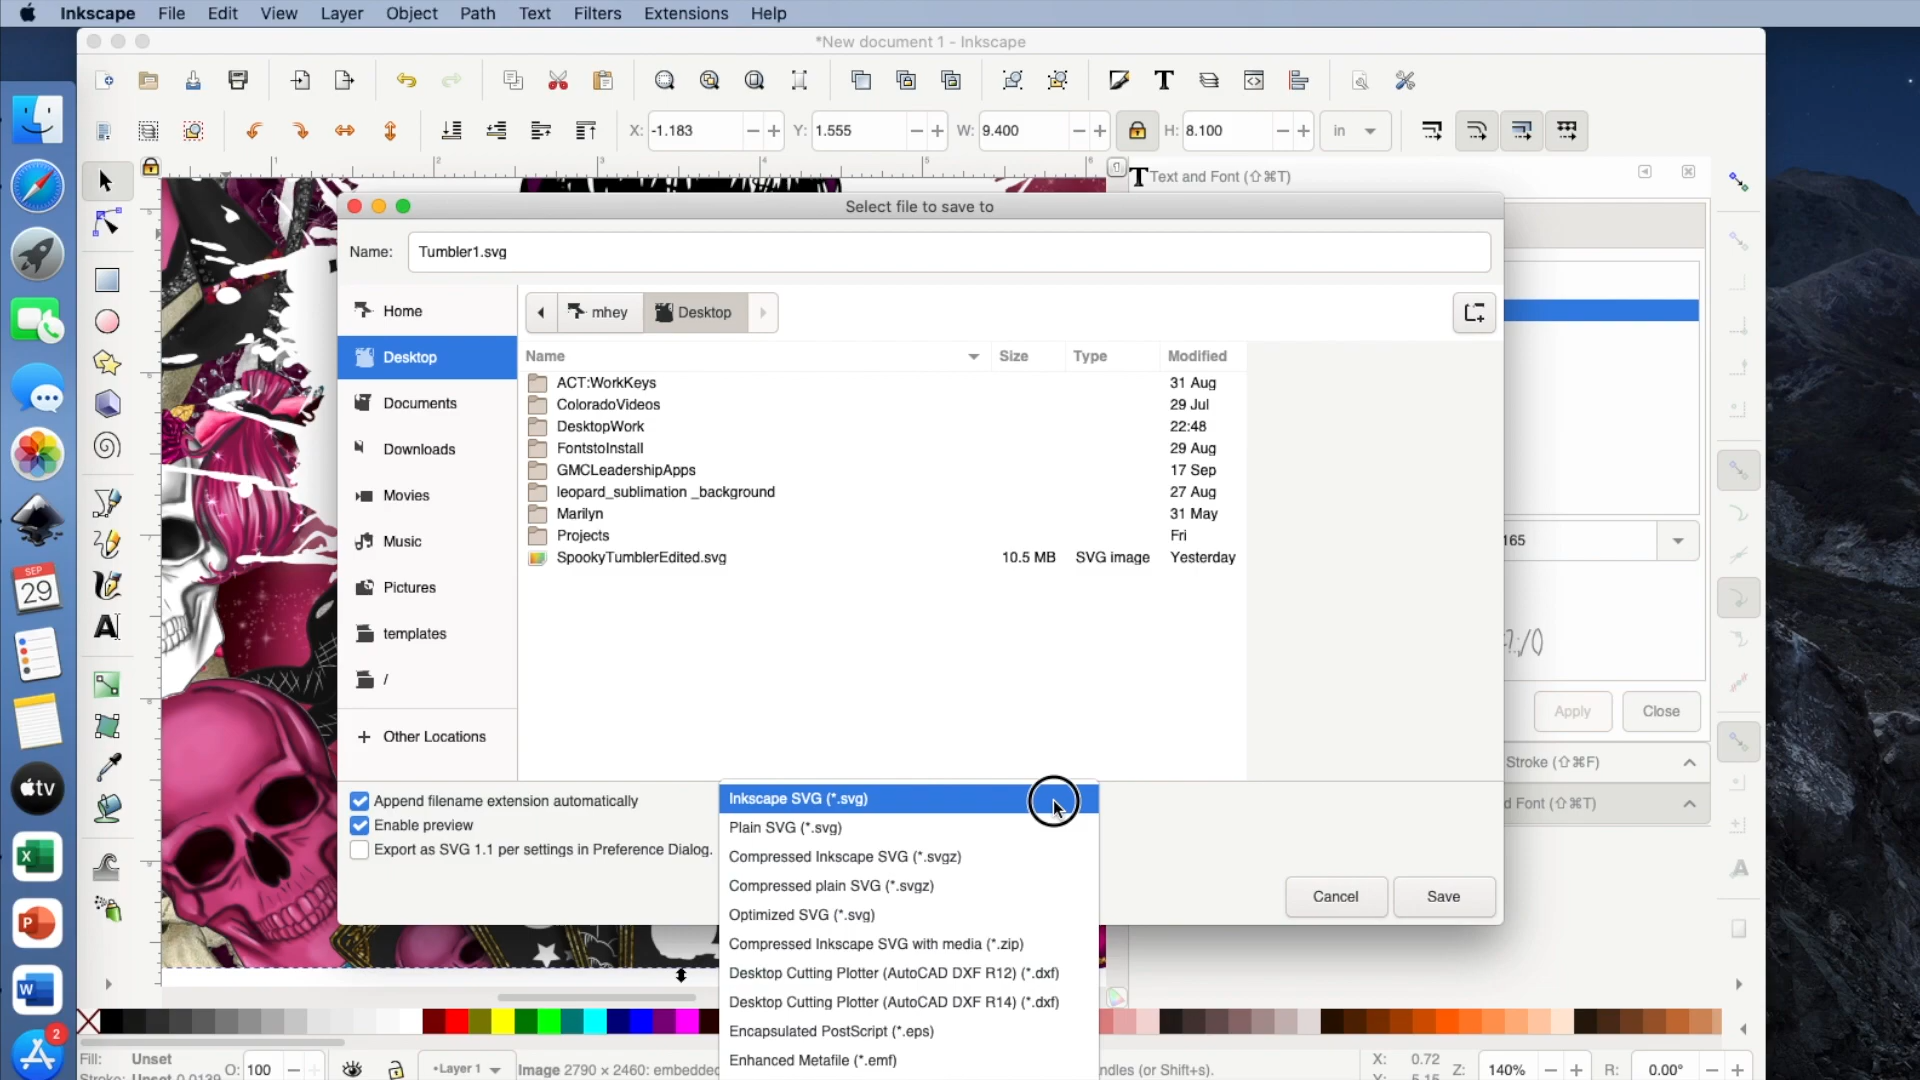 Inkscape File Edit View Layer Object Path Text Filters Extensions Help
*New document 1 - Inkscape
X: -1.183 Y: 1.555 W: 9.400 H: 8.100 in
1 2 3 4 5 6
Text and Font (⇧⌘T)
Select file to save to
Name: Tumbler1.svg
Home
Desktop
Documents
Downloads
Movies
Music
Pictures
templates
/
Other Locations
mhey Desktop
Name Size Type Modified
ACT:WorkKeys 31 Aug
ColoradoVideos 29 Jul
DesktopWork 22:48
FontstoInstall 29 Aug
GMCLeadershipApps 17 Sep
leopard_sublimation _background 27 Aug
Marilyn 31 May
Projects Fri
SpookyTumblerEdited.svg 10.5 MB SVG image Yesterday
165
Apply Close
Stroke (⇧⌘F)
d Font (⇧⌘T)
Append filename extension automatically
Enable preview
Export as SVG 1.1 per settings in Preference Dialog.
Inkscape SVG (*.svg)
Plain SVG (*.svg)
Compressed Inkscape SVG (*.svgz)
Compressed plain SVG (*.svgz)
Optimized SVG (*.svg)
Compressed Inkscape SVG with media (*.zip)
Desktop Cutting Plotter (AutoCAD DXF R12) (*.dxf)
Desktop Cutting Plotter (AutoCAD DXF R14) (*.dxf)
Encapsulated PostScript (*.eps)
Enhanced Metafile (*.emf)
Cancel Save
SEP
29
tv
2
Fill: Unset
O: 100
Layer 1
Image 2790 × 2460: embedded
ndles (or Shift+s).
X: 0.72
Z: 140% R: 0.00°